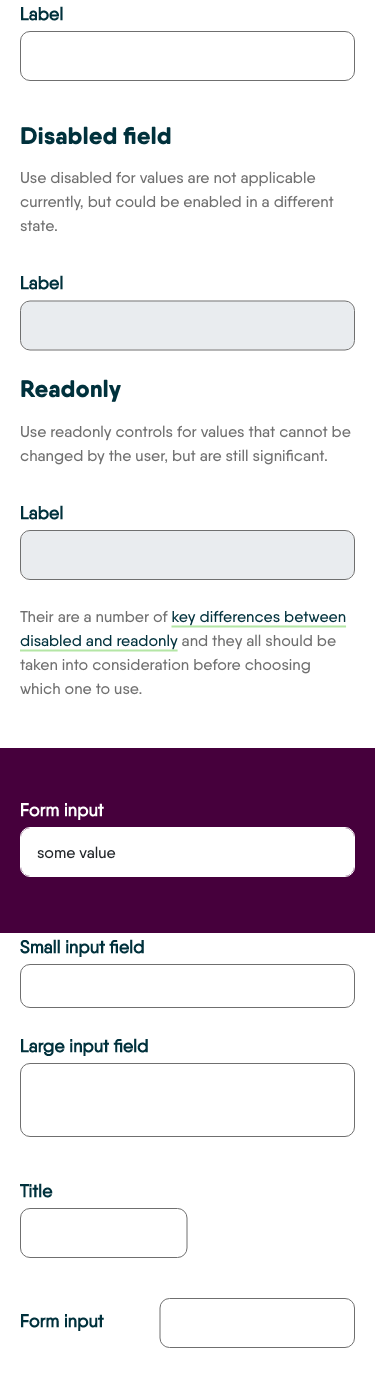 Label
Disabled field
Use disabled for values are not applicable
currently, but could be enabled in a different
state.
Label
Readonly
Use readonly controls for values that cannot be
changed by the user, but are still significant.
Label
Their are a number of key differences between
disabled and readonly and they all should be
taken into consideration before choosing
which one to use.
Form input
some value
Small input field
Large input field
Title
Form input